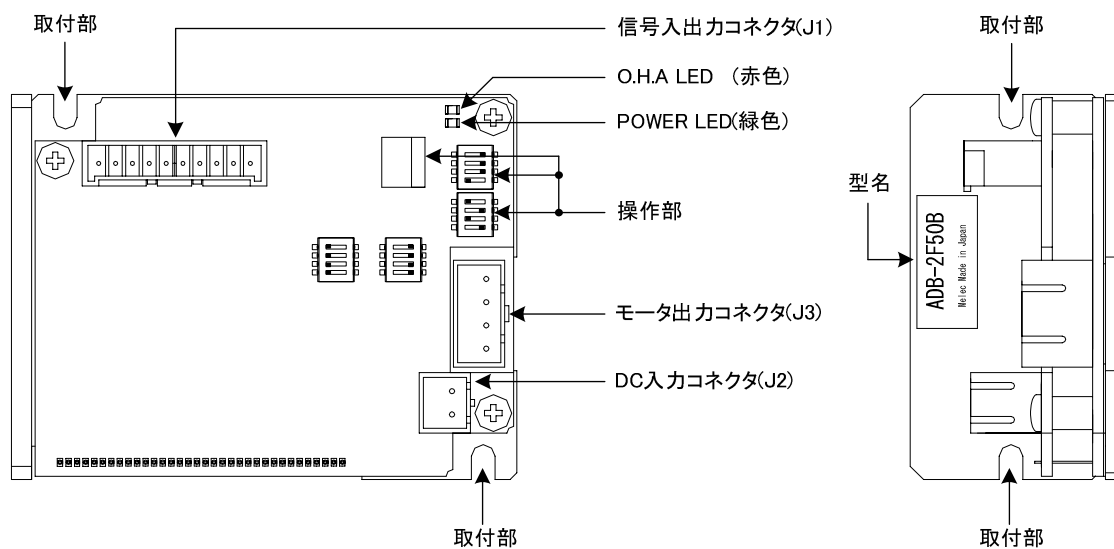 取付部
信号入出力コネクタ(J1)
取付部
O.H.A LED （赤色）
POWER LED(緑色)
型名
操作部
ADB-2F50B
Melec Made in Japan
モータ出力コネクタ(J3)
DC入力コネクタ(J2)
取付部
取付部